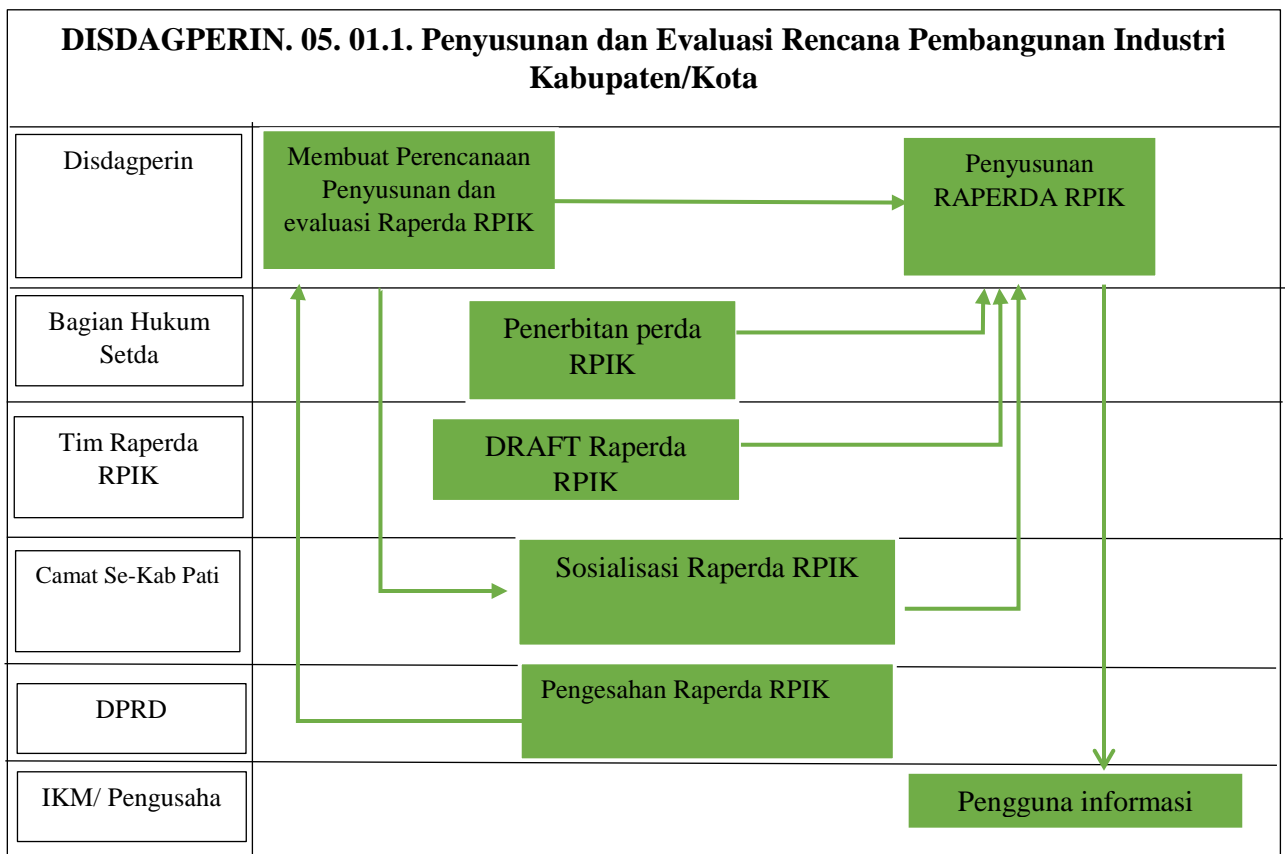 DISDAGPERIN. 05. 01.1. Penyusunan dan Evaluasi Rencana Pembangunan Industri
Kabupaten/Kota
Disdagperin
Membuat Perencanaan
Penyusunan dan
evaluasi Raperda RPIK
Penyusunan
RAPERDA RPIK
Bagian Hukum
Setda
Penerbitan perda
RPIK
Tim Raperda
RPIK
DRAFT Raperda
RPIK
Camat Se-Kab Pati
Sosialisasi Raperda RPIK
DPRD
Pengesahan Raperda RPIK
IKM/ Pengusaha
Pengguna informasi